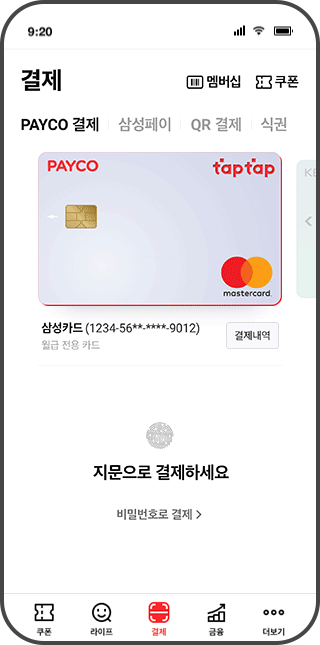 9:20
결제
멤버십 쿠폰
PAYCO 결제 삼성페이 QR 결제 식권
PAYCO taptap
mastercard.
삼성카드 (1234-56**-****-9012)
월급 전용 카드
결제내역
지문으로 결제하세요
비밀번호로 결제 >
쿠폰 라이프 결제 금융 더보기